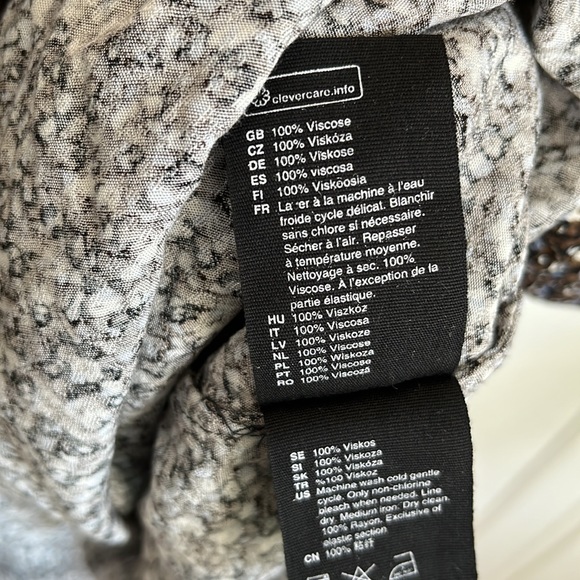 clevercare.info
GB 100% Viscose
CZ 100% Viskóza
DE 100% Viskose
ES 100% viscosa
FI 100% Viskoosia
FR Laver à la machine à l'eau
froide cycle délicat. Blanchir
sans chlore si nécessaire.
Sécher à l'air. Repasser
à température moyenne.
Nettoyage à sec. 100%
Viscose. À l'exception de la
partie élastique.
HU 100% Viszkóz
IT 100% Viscosa
LV 100% Viskoze
NL 100% Viscose
PL 100% Wiskoza
PT 100% Viscose
RO 100% Viscoză
SE 100% Viskos
SI 100% Viskoza
SK 100% Viskóza
TR %100 Viskoz
US Machine wash cold gentle
cycle. Only non-chlorine
bleach when needed. Line
dry. Medium iron. Dry clean.
100% Rayon. Exclusive of
elastic section
CN 100%